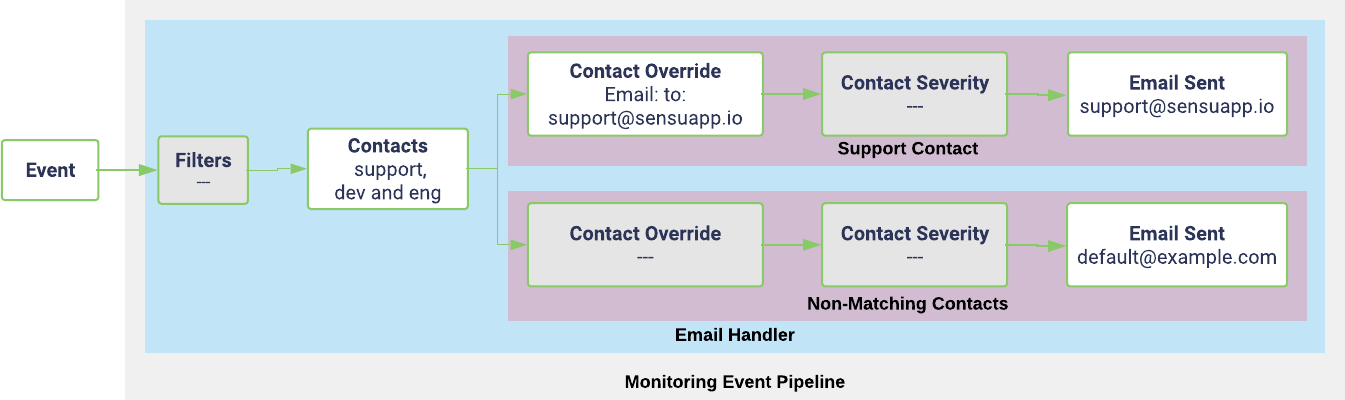 Event
Filters
---
Contacts
support,
dev and eng
Contact Override
Email: to:
support@sensuapp.io
Contact Severity
---
Email Sent
support@sensuapp.io
Support Contact
Contact Override
---
Contact Severity
---
Email Sent
default@example.com
Non-Matching Contacts
Email Handler
Monitoring Event Pipeline